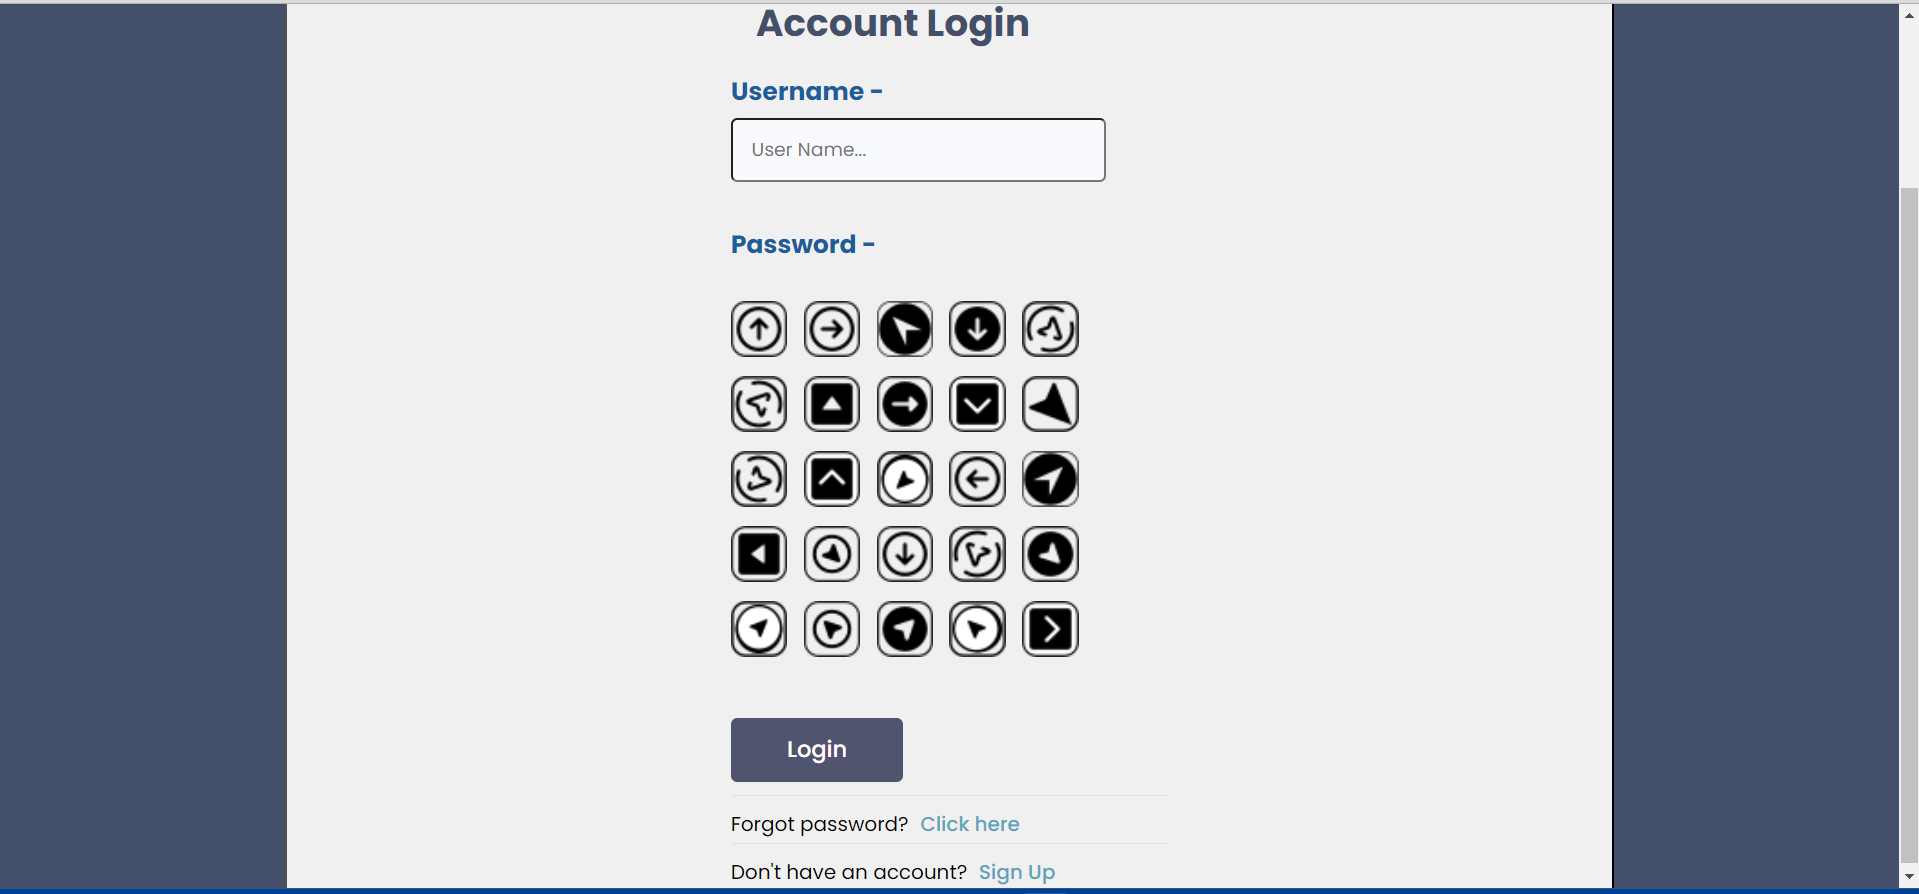 Account Login
Username -
User Name...
Password -
Login
Forgot password? Click here
Don't have an account? Sign Up